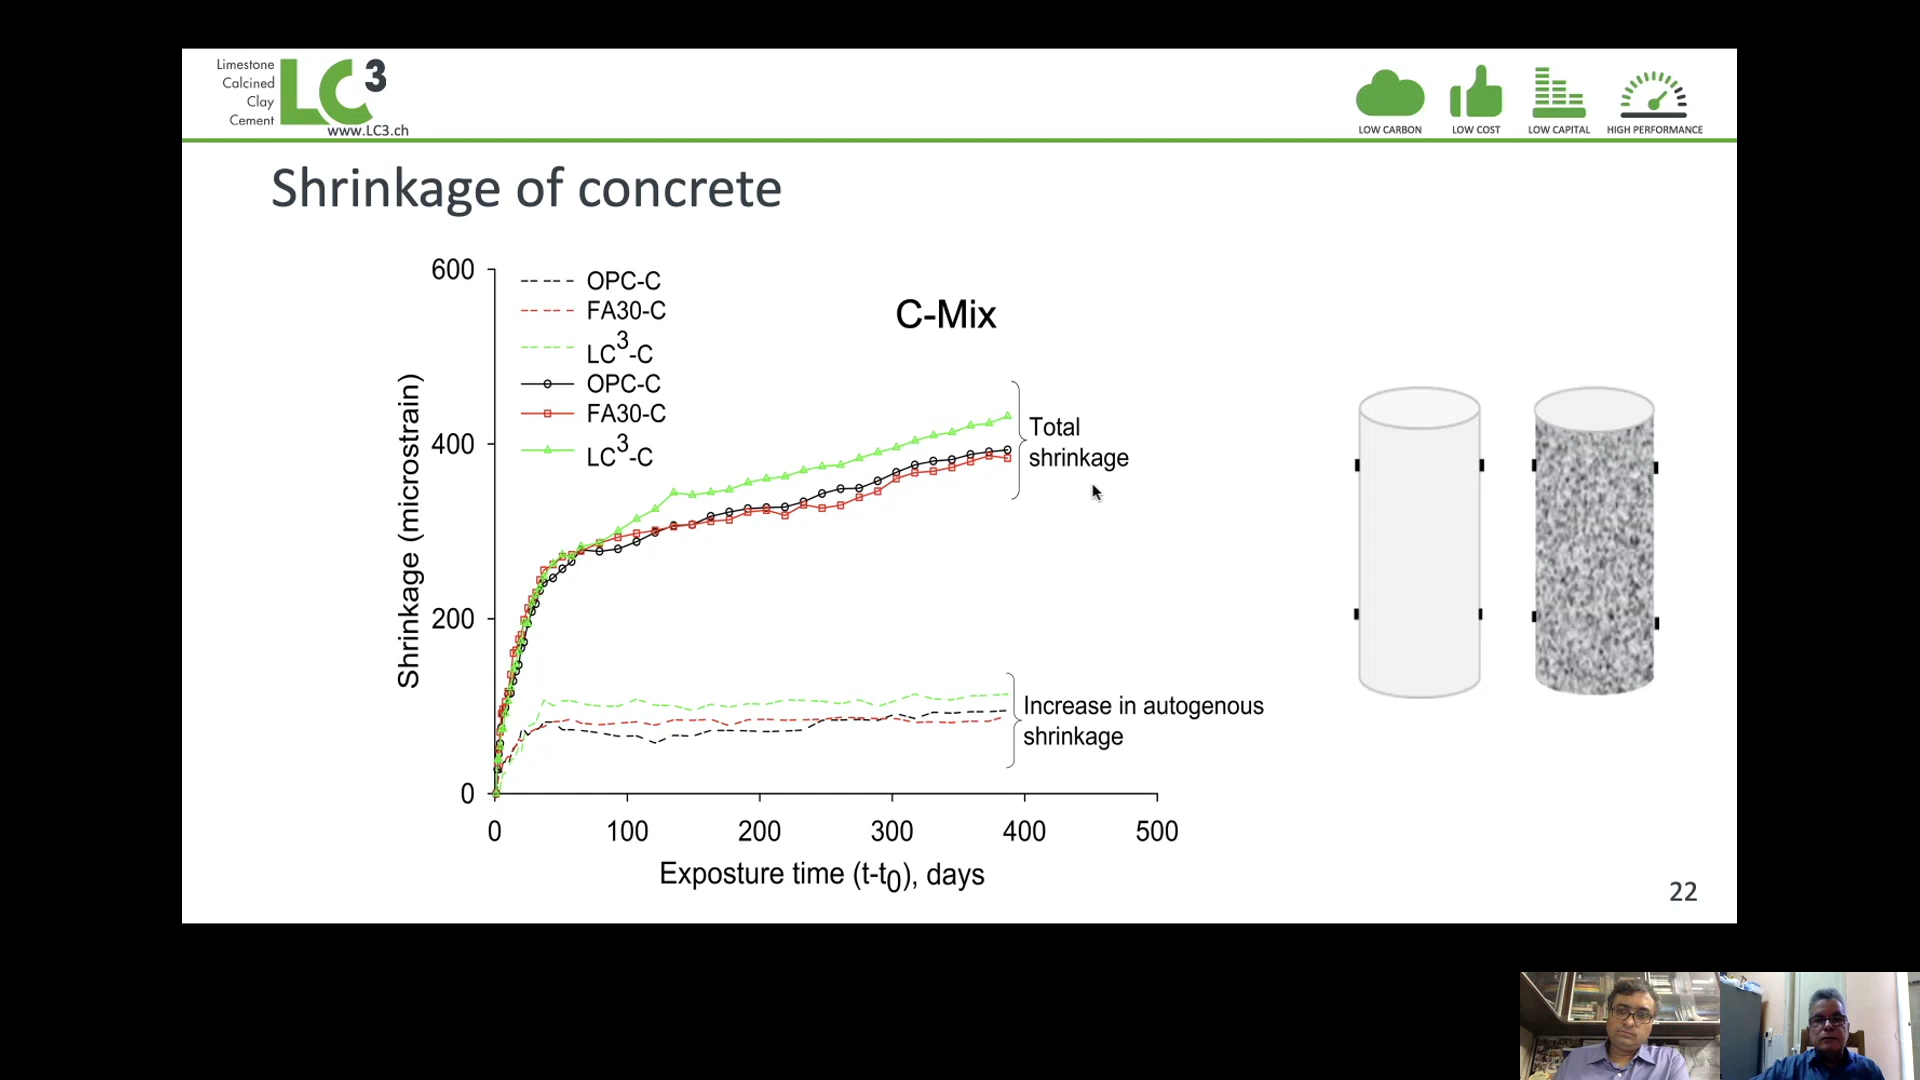 Limestone
Calcined
Clay
Cement
LC3
www.LC3.ch
LOW CARBON
LOW COST
LOW CAPITAL
HIGH PERFORMANCE
Shrinkage of concrete
600
400
200
0
Shrinkage (microstrain)
OPC-C
FA30-C
LC3-C
OPC-C
FA30-C
LC3-C
C-Mix
Total
shrinkage
Increase in autogenous
shrinkage
0 100 200 300 400 500
Exposture time (t-t0), days
22